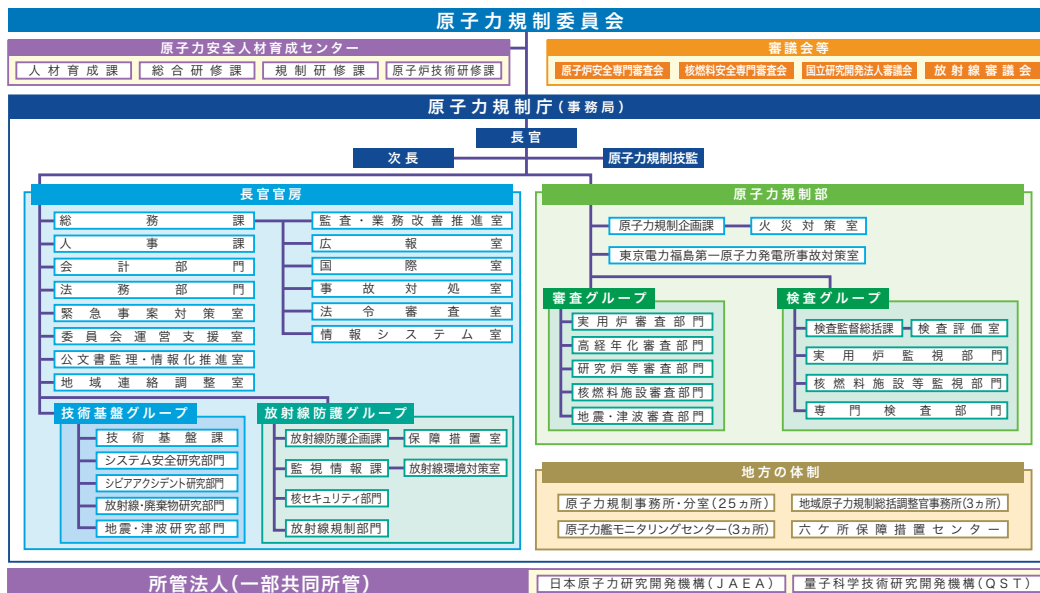 原子力規制委員会
原子力安全人材育成センター
人材育成課
総合研修課
規制研修課
原子炉技術研修課
審議会等
原子炉安全専門審査会
核燃料安全専門審査会
国立研究開発法人審議会
放射線審議会
原子力規制庁(事務局)
長官
次長
原子力規制技監
長官官房
総務課
人事課
会計部門
法務部門
緊急事案対策室
委員会運営支援室
公文書監理・情報化推進室
地域連絡調整室
監査・業務改善推進室
広報室
国際室
事故対処室
法令審査室
情報システム室
技術基盤グループ
技術基盤課
システム安全研究部門
シビアアクシデント研究部門
放射線・廃棄物研究部門
地震・津波研究部門
放射線防護グループ
放射線防護企画課
保障措置室
監視情報課
放射線環境対策室
核セキュリティ部門
放射線規制部門
原子力規制部
原子力規制企画課
火災対策室
東京電力福島第一原子力発電所事故対策室
審査グループ
実用炉審査部門
高経年化審査部門
研究炉等審査部門
核燃料施設審査部門
地震・津波審査部門
検査グループ
検査監督総括課
検査評価室
実用炉監視部門
核燃料施設等監視部門
専門検査部門
地方の体制
原子力規制事務所・分室(25ヵ所)
地域原子力規制総括調整官事務所(3ヵ所)
原子力艦モニタリングセンター(3ヵ所)
六ケ所保障措置センター
所管法人(一部共同所管)
日本原子力研究開発機構(JAEA)
量子科学技術研究開発機構(QST)